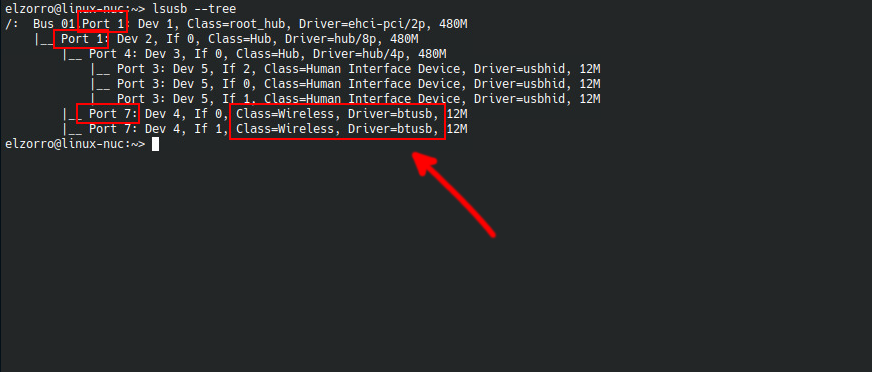 elzorro@linux-nuc:~> lsusb --tree
/:  Bus 01.Port 1: Dev 1, Class=root_hub, Driver=ehci-pci/2p, 480M
    |__ Port 1: Dev 2, If 0, Class=Hub, Driver=hub/8p, 480M
        |__ Port 4: Dev 3, If 0, Class=Hub, Driver=hub/4p, 480M
            |__ Port 3: Dev 5, If 2, Class=Human Interface Device, Driver=usbhid, 12M
            |__ Port 3: Dev 5, If 0, Class=Human Interface Device, Driver=usbhid, 12M
            |__ Port 3: Dev 5, If 1, Class=Human Interface Device, Driver=usbhid, 12M
        |__ Port 7: Dev 4, If 0, Class=Wireless, Driver=btusb, 12M
        |__ Port 7: Dev 4, If 1, Class=Wireless, Driver=btusb, 12M
elzorro@linux-nuc:~>